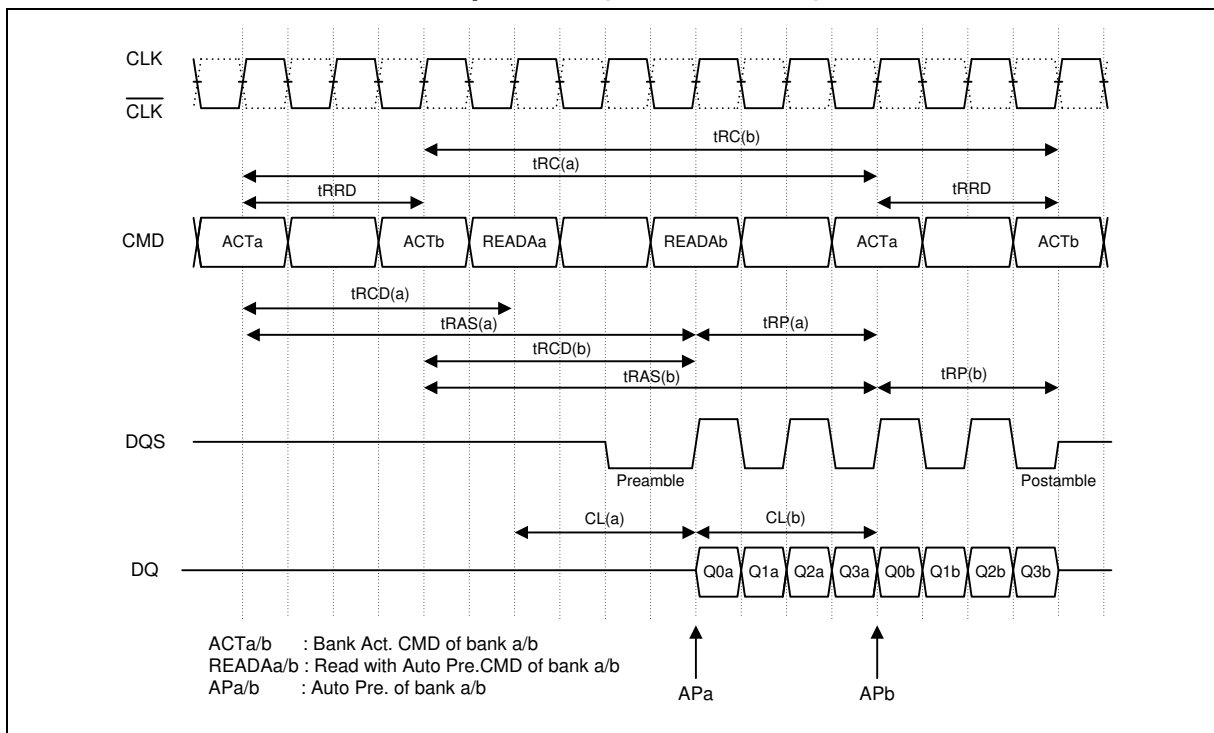 CLK
CLK
tRC(b)
tRC(a)
tRRD tRRD
CMD ACTa ACTb READAa READAb ACTa ACTb
tRCD(a)
tRAS(a) tRP(a)
tRCD(b)
tRAS(b) tRP(b)
DQS
Preamble Postamble
CL(a) CL(b)
DQ Q0a Q1a Q2a Q3a Q0b Q1b Q2b Q3b
ACTa/b : Bank Act. CMD of bank a/b
READAa/b : Read with Auto Pre.CMD of bank a/b
APa/b : Auto Pre. of bank a/b
APa APb